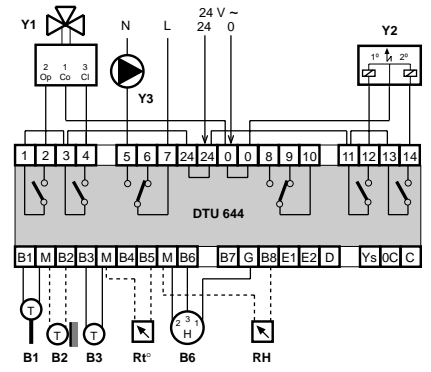 24 V ~
Y1 N L 24 0 Y2
2 1 3
Op Co Cl
1º 2º
Y3
1 2 3 4 5 6 7 24 24 0 0 8 9 10 11 12 13 14
DTU 644
B1 M B2 B3 M B4 B5 M B6 B7 G B8 E1 E2 D Ys 0C C
T T T 2 3 1 H
B1 B2 B3 Rt° B6 RH